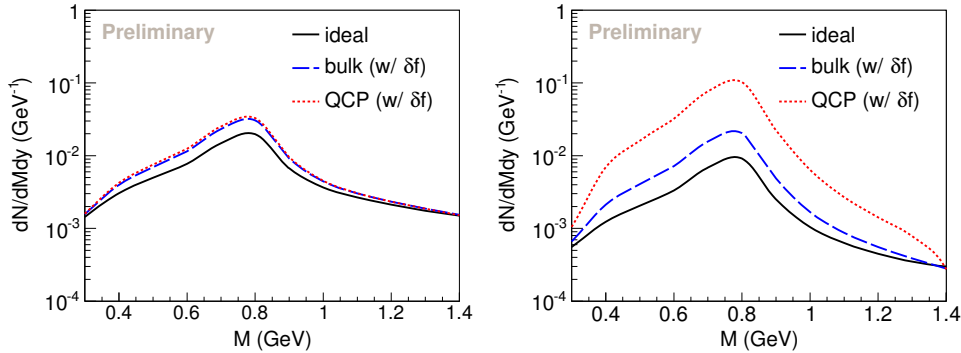 Preliminary
ideal
bulk (w/ δf)
QCP (w/ δf)
dN/dMdy (GeV⁻¹)
1
10⁻¹
10⁻²
10⁻³
10⁻⁴
0.4 0.6 0.8 1 1.2 1.4
M (GeV)
Preliminary
ideal
bulk (w/ δf)
QCP (w/ δf)
dN/dMdy (GeV⁻¹)
1
10⁻¹
10⁻²
10⁻³
10⁻⁴
0.4 0.6 0.8 1 1.2 1.4
M (GeV)